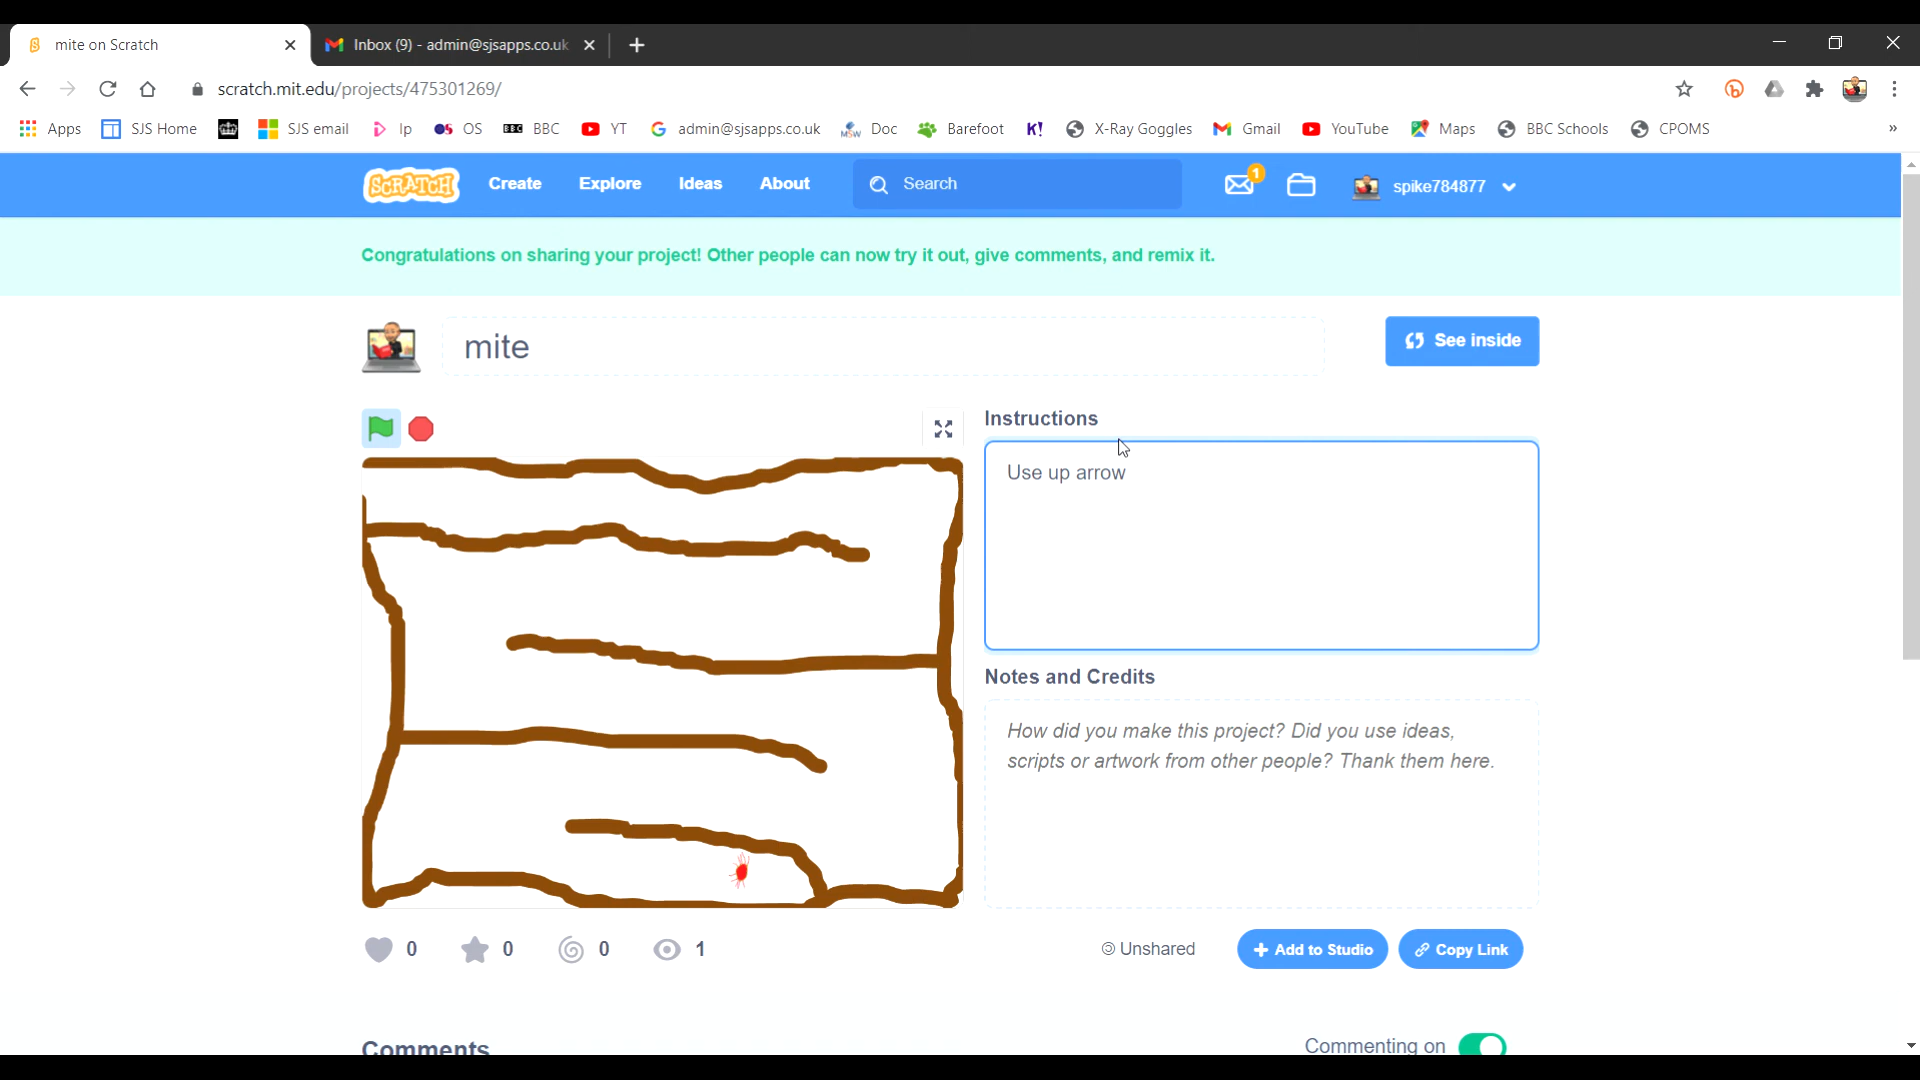 mite on Scratch
Inbox (9) - admin@sjsapps.co.uk
scratch.mit.edu/projects/475301269/
Apps SJS Home SJS email Ip OS BBC BBC YT admin@sjsapps.co.uk MSW Doc Barefoot K! X-Ray Goggles Gmail YouTube Maps BBC Schools CPOMS
SCRATCH Create Explore Ideas About Search 1 spike784877
Congratulations on sharing your project! Other people can now try it out, give comments, and remix it.
mite
See inside
Instructions
Use up arrow
Notes and Credits
How did you make this project? Did you use ideas,
scripts or artwork from other people? Thank them here.
0 0 0 1
Unshared
Add to Studio
Copy Link
Comments
Commenting on